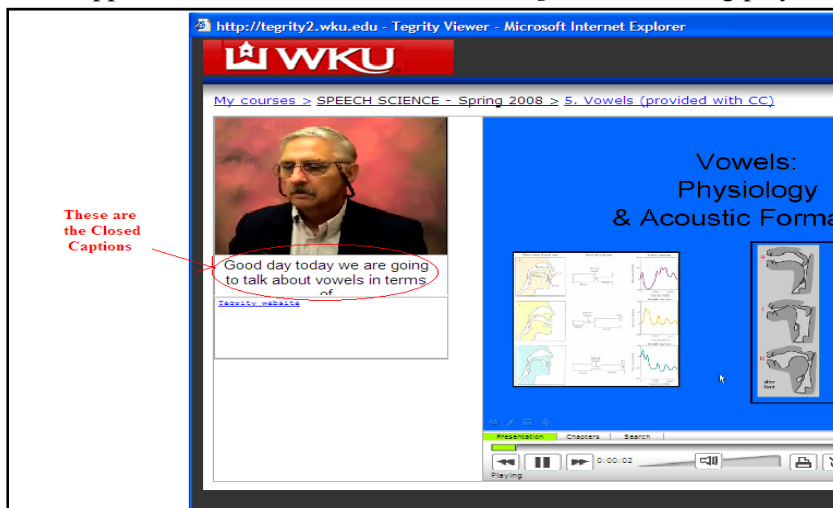 http://tegrity2.wku.edu - Tegrity Viewer - Microsoft Internet Explorer
WKU
My courses > SPEECH SCIENCE - Spring 2008 > 5. Vowels (provided with CC)
Vowels:
Physiology
& Acoustic Forma
These are
the Closed
Captions
Good day today we are going
to talk about vowels in terms
of
Tegrity website
Presentation Chapters Search
0:00:02
Playing